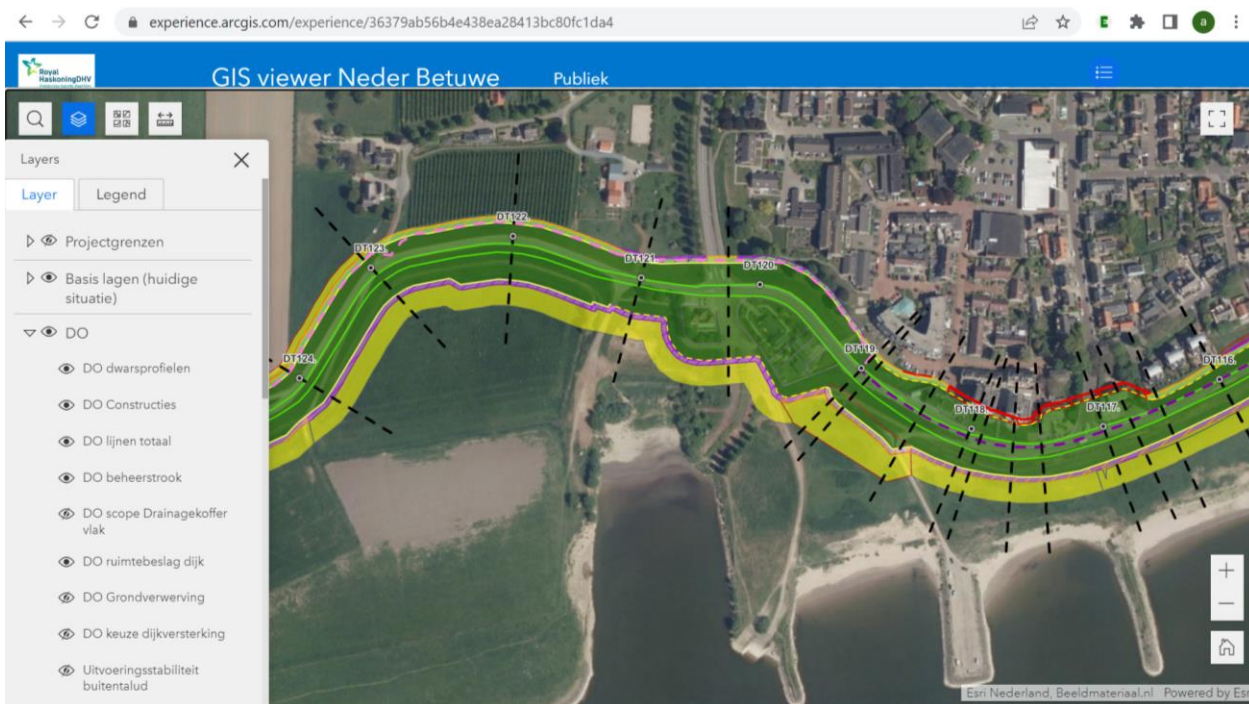 experience.arcgis.com/experience/36379ab56b4e438ea28413bc80fc1da4
a
Royal
HaskoningDHV
GIS viewer Neder Betuwe
Publiek
Layers
Layer
Legend
Projectgrenzen
Basis lagen (huidige
situatie)
DO
DO dwarsprofielen
DO Constructies
DO lijnen totaal
DO beheerstrook
DO scope Drainagekoffer
vlak
DO ruimtebeslag dijk
DO Grondverwerving
DO keuze dijkversterking
Uitvoeringsstabiliteit
buitentalud
DT122.
DT123.
DT121.
DT120.
DT124.
DT119.
DT118.
DT117.
DT116.
Esri Nederland, Beeldmateriaal.nl Powered by Esri